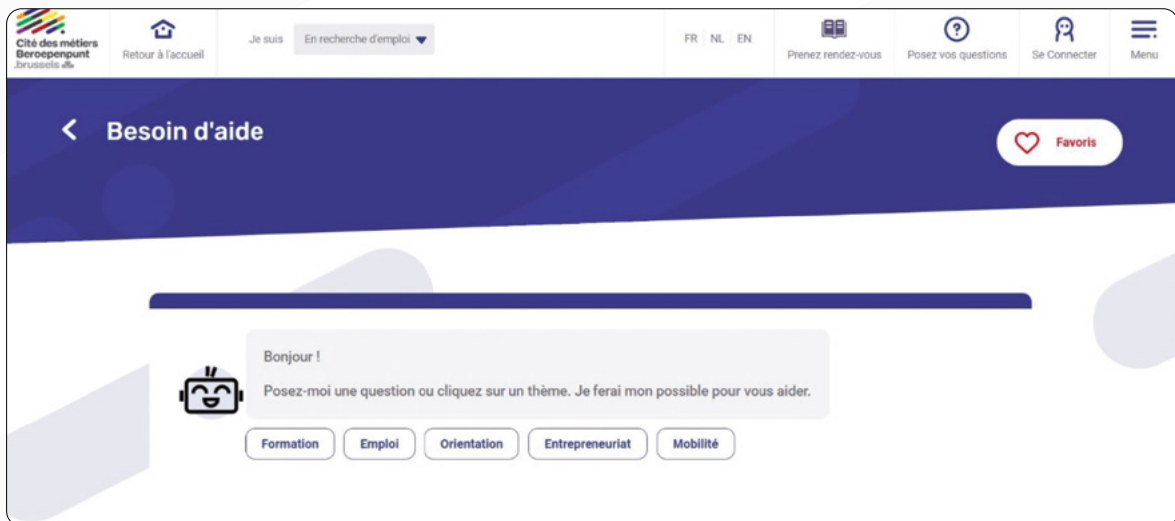 Cité des métiers
Beroepenpunt
.brussels
Retour à l'accueil
Je suis
En recherche d'emploi
FR NL EN
Prenez rendez-vous
Posez vos questions
Se Connecter
Menu
Besoin d'aide
Favoris
Bonjour !
Posez-moi une question ou cliquez sur un thème. Je ferai mon possible pour vous aider.
Formation
Emploi
Orientation
Entrepreneuriat
Mobilité